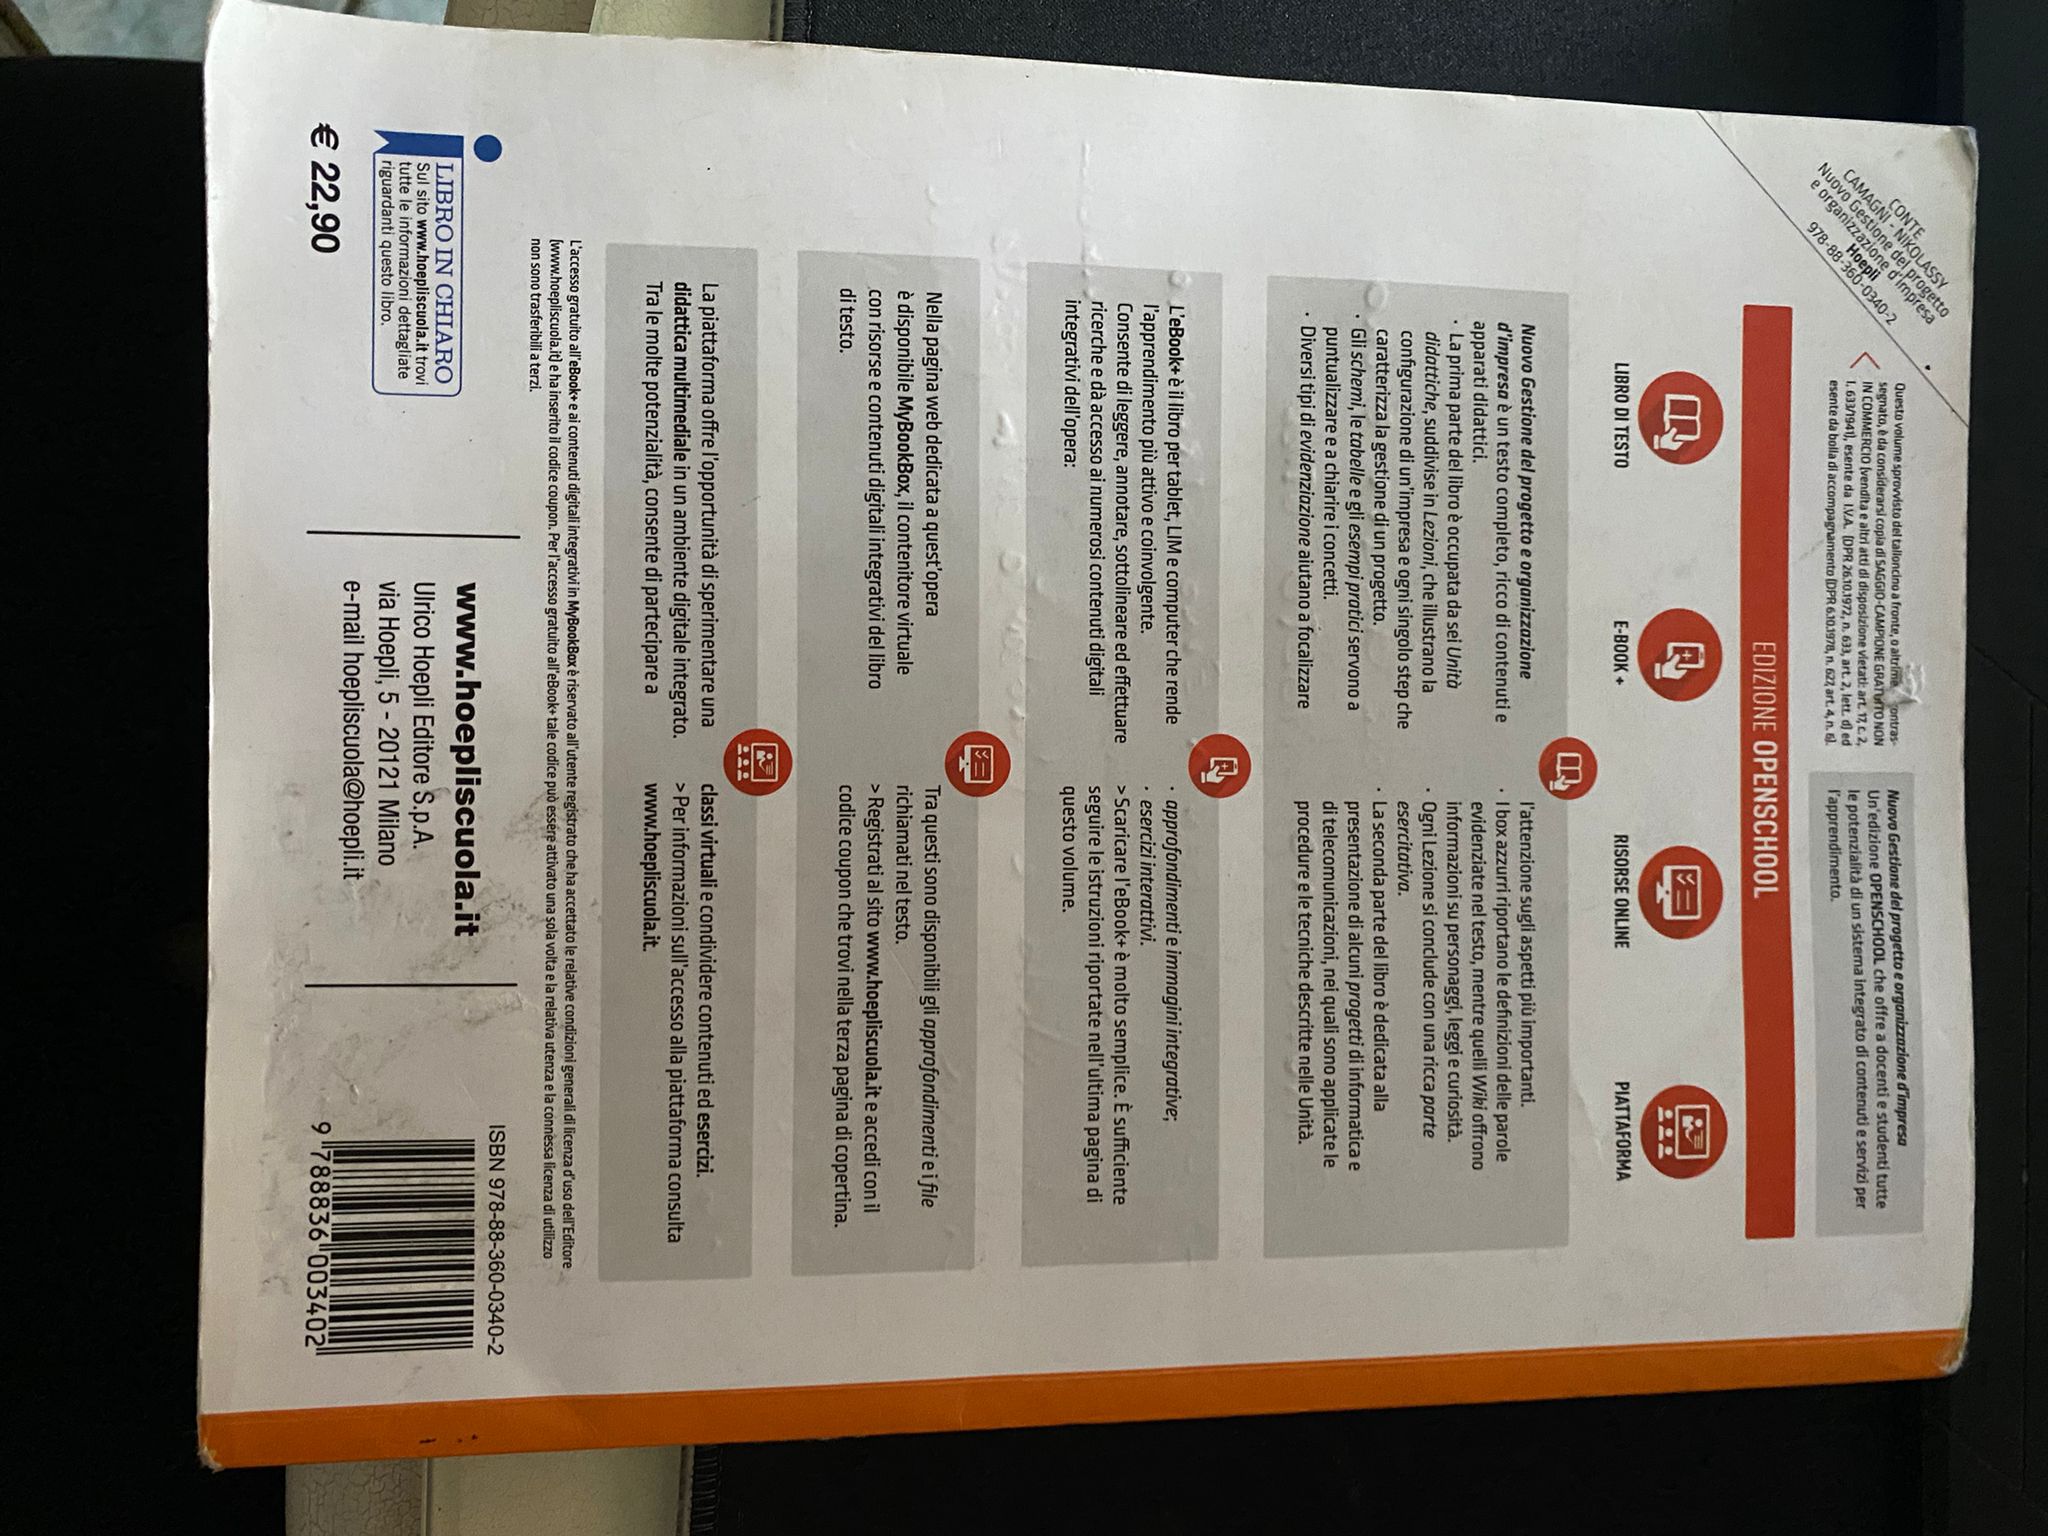 CONTE
CAMAGNI - NIKOLASSY
Nuovo Gestione del progetto
e organizzazione d'impresa
Hoepli
978-88-360-0340-2
Questo volume sprovvisto del talloncino a fronte, o altrime contras-
segnato, è da considerarsi copia di SAGGIO-CAMPIONE GRATUITO NON
IN COMMERCIO (vendita e altri atti di disposizione vietati: art. 17, c. 2,
l. 633/1941), esente da I.V.A. (DPR 26.10.1972, n. 633, art. 2, lett. d) ed
esente da bolla di accompagnamento (DPR 6.10.1978, n. 627, art. 4, n. 6).
Nuovo Gestione del progetto e organizzazione d'impresa
Un'edizione OPENSCHOOL che offre a docenti e studenti tutte
le potenzialità di un sistema integrato di contenuti e servizi per
l'apprendimento.
EDIZIONE OPENSCHOOL
LIBRO DI TESTO
E-BOOK +
RISORSE ONLINE
PIATTAFORMA
Nuovo Gestione del progetto e organizzazione
d'impresa è un testo completo, ricco di contenuti e
apparati didattici.
· La prima parte del libro è occupata da sei Unità
didattiche, suddivise in Lezioni, che illustrano la
configurazione di un'impresa e ogni singolo step che
caratterizza la gestione di un progetto.
· Gli schemi, le tabelle e gli esempi pratici servono a
puntualizzare e a chiarire i concetti.
· Diversi tipi di evidenziazione aiutano a focalizzare
l'attenzione sugli aspetti più importanti.
· I box azzurri riportano le definizioni delle parole
evidenziate nel testo, mentre quelli Wiki offrono
informazioni su personaggi, leggi e curiosità.
· Ogni Lezione si conclude con una ricca parte
esercitativa.
· La seconda parte del libro è dedicata alla
presentazione di alcuni progetti di informatica e
di telecomunicazioni, nei quali sono applicate le
procedure e le tecniche descritte nelle Unità.
L'eBook+ è il libro per tablet, LIM e computer che rende
l'apprendimento più attivo e coinvolgente.
Consente di leggere, annotare, sottolineare ed effettuare
ricerche e dà accesso ai numerosi contenuti digitali
integrativi dell'opera:
· approfondimenti e immagini integrative;
· esercizi interattivi.
> Scaricare l'eBook+ è molto semplice. È sufficiente
seguire le istruzioni riportate nell'ultima pagina di
questo volume.
Nella pagina web dedicata a quest'opera
è disponibile MyBookBox, il contenitore virtuale
con risorse e contenuti digitali integrativi del libro
di testo.
Tra questi sono disponibili gli approfondimenti e i file
richiamati nel testo.
> Registrati al sito www.hoepliscuola.it e accedi con il
codice coupon che trovi nella terza pagina di copertina.
La piattaforma offre l'opportunità di sperimentare una
didattica multimediale in un ambiente digitale integrato.
Tra le molte potenzialità, consente di partecipare a
classi virtuali e condividere contenuti ed esercizi.
> Per informazioni sull'accesso alla piattaforma consulta
www.hoepliscuola.it.
L'accesso gratuito all'eBook+ e ai contenuti digitali integrativi in MyBookBox è riservato all'utente registrato che ha accettato le relative condizioni generali di licenza d'uso dell'Editore
(www.hoepliscuola.it) e ha inserito il codice coupon. Per l'accesso gratuito all'eBook+ tale codice può essere attivato una sola volta e la relativa utenza e la connessa licenza di utilizzo
non sono trasferibili a terzi.
LIBRO IN CHIARO
Sul sito www.hoepliscuola.it trovi
tutte le informazioni dettagliate
riguardanti questo libro.
€ 22,90
www.hoepliscuola.it
Ulrico Hoepli Editore S.p.A.
via Hoepli, 5 - 20121 Milano
e-mail hoepliscuola@hoepli.it
ISBN 978-88-360-0340-2
9 788836 003402